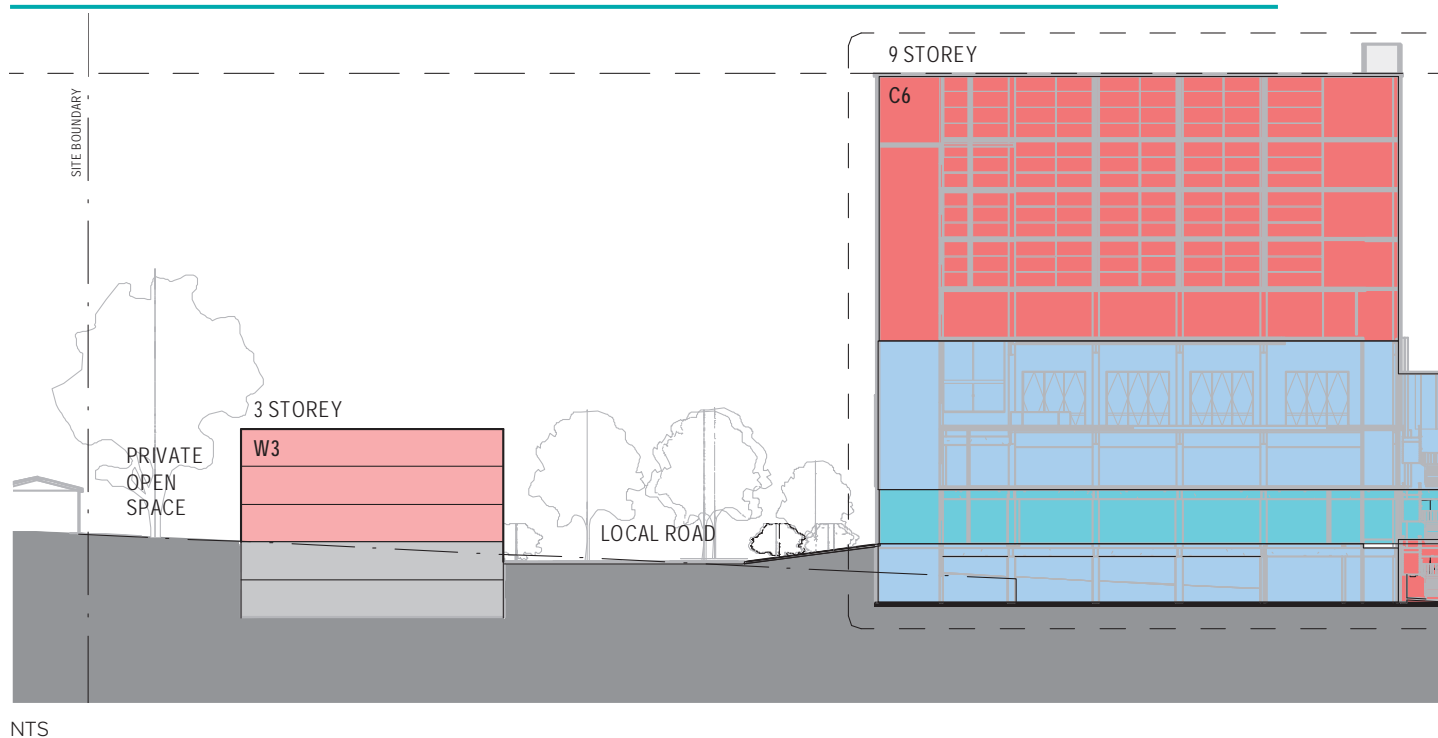 9 STOREY
C6
SITE BOUNDARY
3 STOREY
W3
PRIVATE
OPEN
SPACE
LOCAL ROAD
NTS